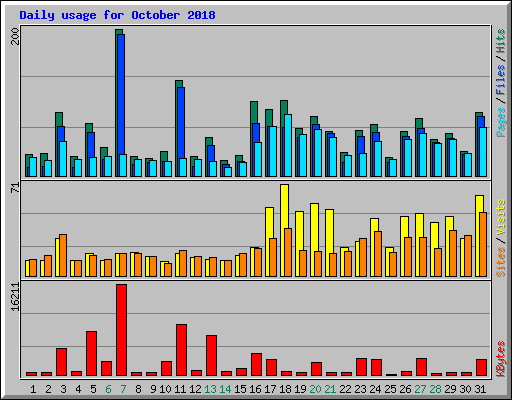 Daily usage for October 2018
200
Pages / Files / Hits
71
Sites / Visits
16211
KBytes
1 2 3 4 5 6 7 8 9 10 11 12 13 14 15 16 17 18 19 20 21 22 23 24 25 26 27 28 29 30 31